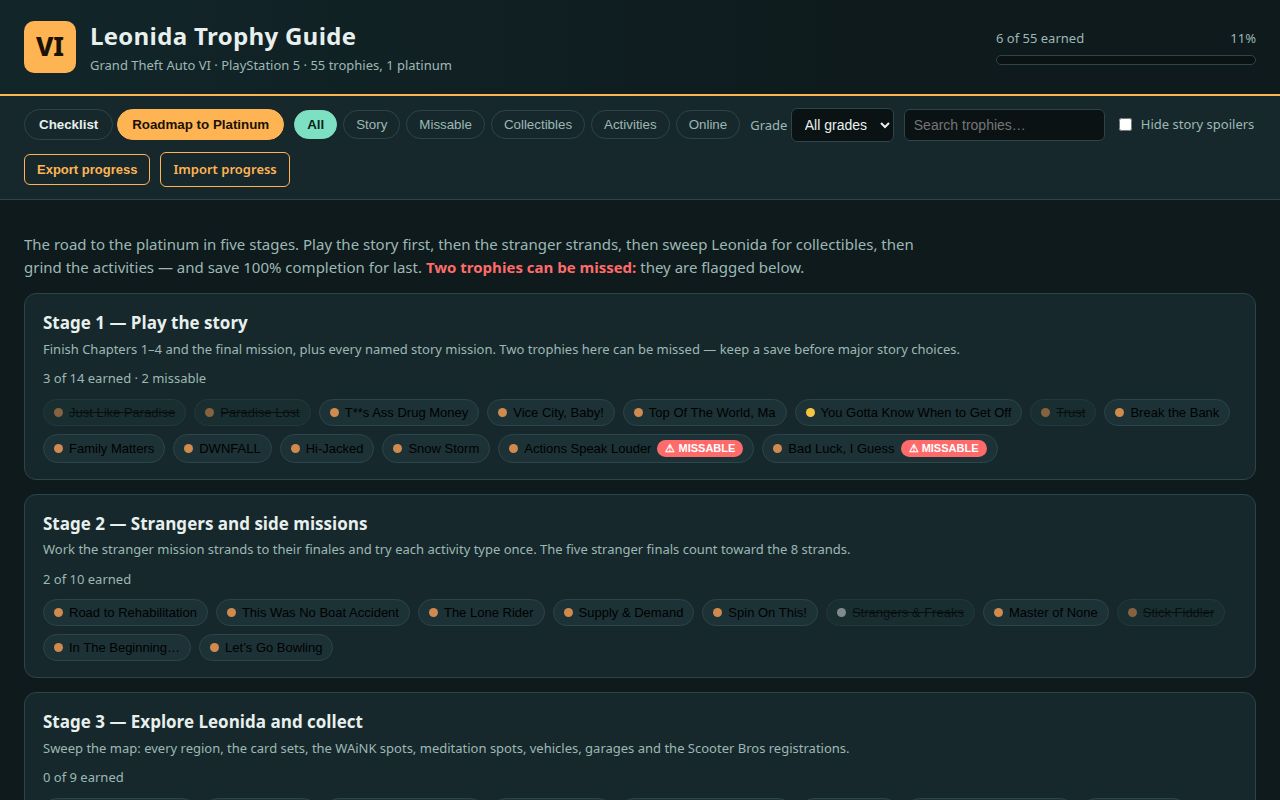 VI
Leonida Trophy Guide
Grand Theft Auto VI · PlayStation 5 · 55 trophies, 1 platinum
6 of 55 earned 11%
Checklist Roadmap to Platinum All Story Missable Collectibles Activities Online Grade All grades Search trophies… Hide story spoilers
Export progress Import progress
The road to the platinum in five stages. Play the story first, then the stranger strands, then sweep Leonida for collectibles, then
grind the activities — and save 100% completion for last. Two trophies can be missed: they are flagged below.
Stage 1 — Play the story
Finish Chapters 1–4 and the final mission, plus every named story mission. Two trophies here can be missed — keep a save before major story choices.
3 of 14 earned · 2 missable
Just Like Paradise Paradise Lost T**s Ass Drug Money Vice City, Baby! Top Of The World, Ma You Gotta Know When to Get Off Trust Break the Bank
Family Matters DWNFALL Hi-Jacked Snow Storm Actions Speak Louder ⚠ MISSABLE Bad Luck, I Guess ⚠ MISSABLE
Stage 2 — Strangers and side missions
Work the stranger mission strands to their finales and try each activity type once. The five stranger finals count toward the 8 strands.
2 of 10 earned
Road to Rehabilitation This Was No Boat Accident The Lone Rider Supply & Demand Spin On This! Strangers & Freaks Master of None Stick Fiddler
In The Beginning… Let's Go Bowling
Stage 3 — Explore Leonida and collect
Sweep the map: every region, the card sets, the WAiNK spots, meditation spots, vehicles, garages and the Scooter Bros registrations.
0 of 9 earned